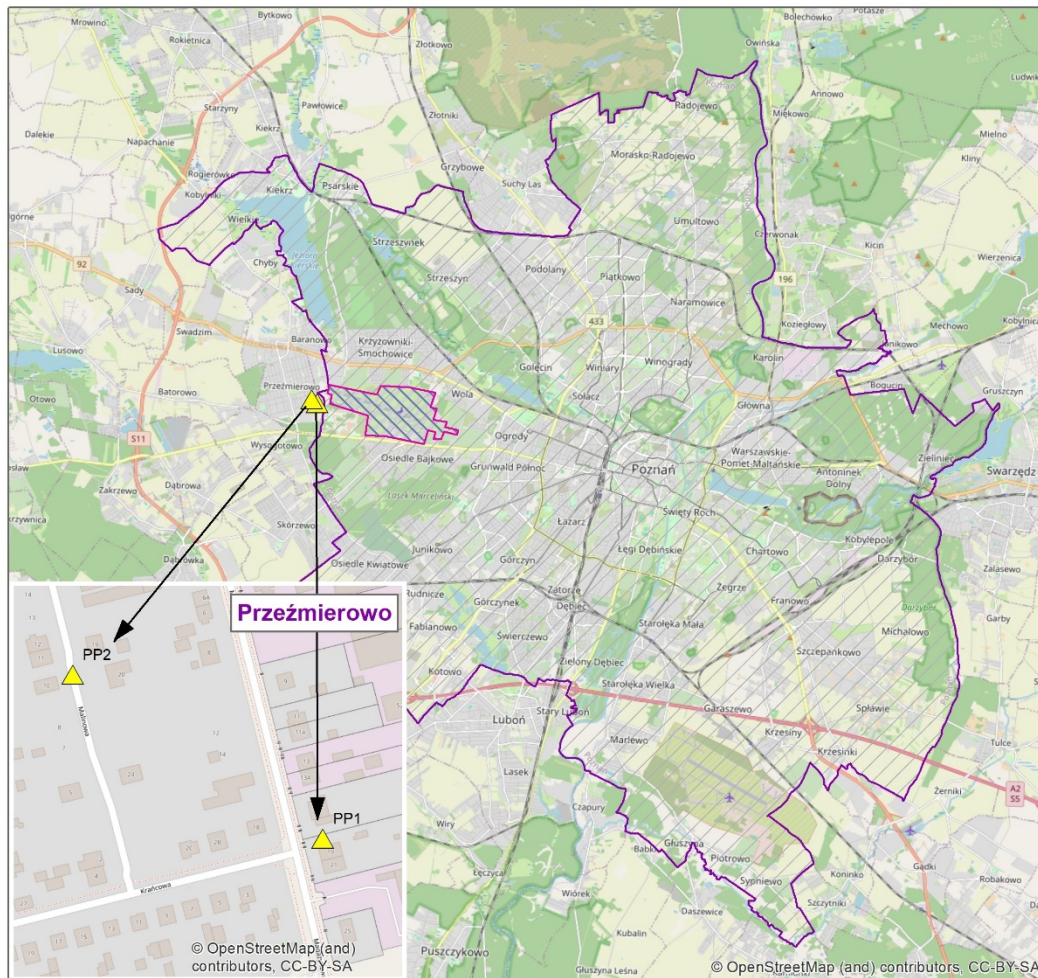 Mrowino
Bytkowo
Rokietnica
Złotkowo
Bolechówko
Potasze
Owińska
Starzyny
Pawłowice
Annowo
Radojewo
Miękowo
Dalekie
Kiekrz
Złotniki
Napachanie
Mielno
Rogierówko
Kobylniki
Kiekrz
Psarskie
Grzybowe
Morasko-Radojewo
Kliny
Suchy Las
Wielkie
Umultowo
Strzeszynek
Czerwonak
Kicin
Chyby
Wierzenica
92
Podolany
Piątkowo
196
Sady
Strzeszyn
Naramowice
Swadzim
433
Koziegłowy
Mechowo
Kobylnica
Baranowo
Krzyżowniki-
Smochowice
Winogrady
Janikowo
Lusowo
Golęcin
Winiary
Karolin
Batorowo
Przeźmierowo
Bogucin
Otowo
Wola
Sołacz
Główna
Gruszczyn
S11
Wysogotowo
Ogrody
Osiedle Bajkowe
Grunwald Północ
Poznań
Warszawskie-
Pomet-Maltańskie
Zieliniec
Dąbrowa
Antoninek
Dolny
Swarzędz
Zakrzewo
Lasek Marceliński
Święty Roch
Skórzewo
Łazarz
Kobylepole
Dąbrówka
Junikowo
Łęgi Dębińskie
Chartowo
Zalasewo
Osiedle Kwiatowe
Górczyn
Darzybór
Żegrze
Rudnice
Górczynek
Zatorze
Dębiec
Franowo
Garby
Fabianowo
Starołęka Mała
Darzybór
Świerczewo
Michałowo
Szczepankowo
Kotowo
Zielony Dębiec
Starołęka Wielka
Luboń
Stary Luboń
Garaszewo
Spławie
Krzesiny
Marlewo
Krzesinki
Tulce
Lasek
A2
S5
Żerniki
Czapury
Wiry
Głuszyna
Babki
Piotrowo
Gądki
Łęczyca
Sypniewo
Koninko
Robakowo
Wiórek
Szczytniki
Daszewice
Kubalin
Puszczykowo
Głuszyna Leśna
Przeźmierowo
PP2
PP1
Malinowa
Krańcowa
© OpenStreetMap (and)
contributors, CC-BY-SA
© OpenStreetMap (and) contributors, CC-BY-SA